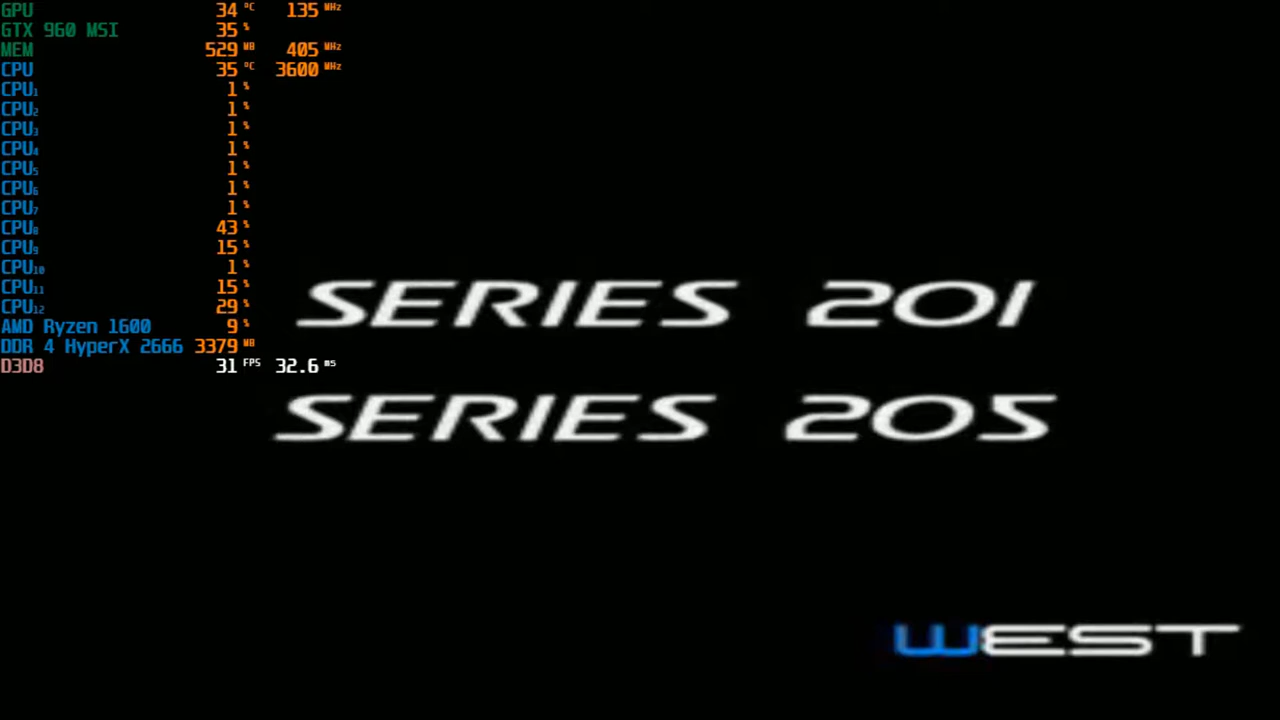 GPU 34 °C 135 MHz
GTX 960 MSI 35 %
MEM 529 MB 405 MHz
CPU 35 °C 3600 MHz
CPU1 1 %
CPU2 1 %
CPU3 1 %
CPU4 1 %
CPU5 1 %
CPU6 1 %
CPU7 1 %
CPU8 43 %
CPU9 15 %
CPU10 1 %
CPU11 15 %
CPU12 29 %
AMD Ryzen 1600 9 %
DDR 4 HyperX 2666 3379 MB
D3D8 31 FPS 32.6 ms
SERIES 201
SERIES 205
WEST